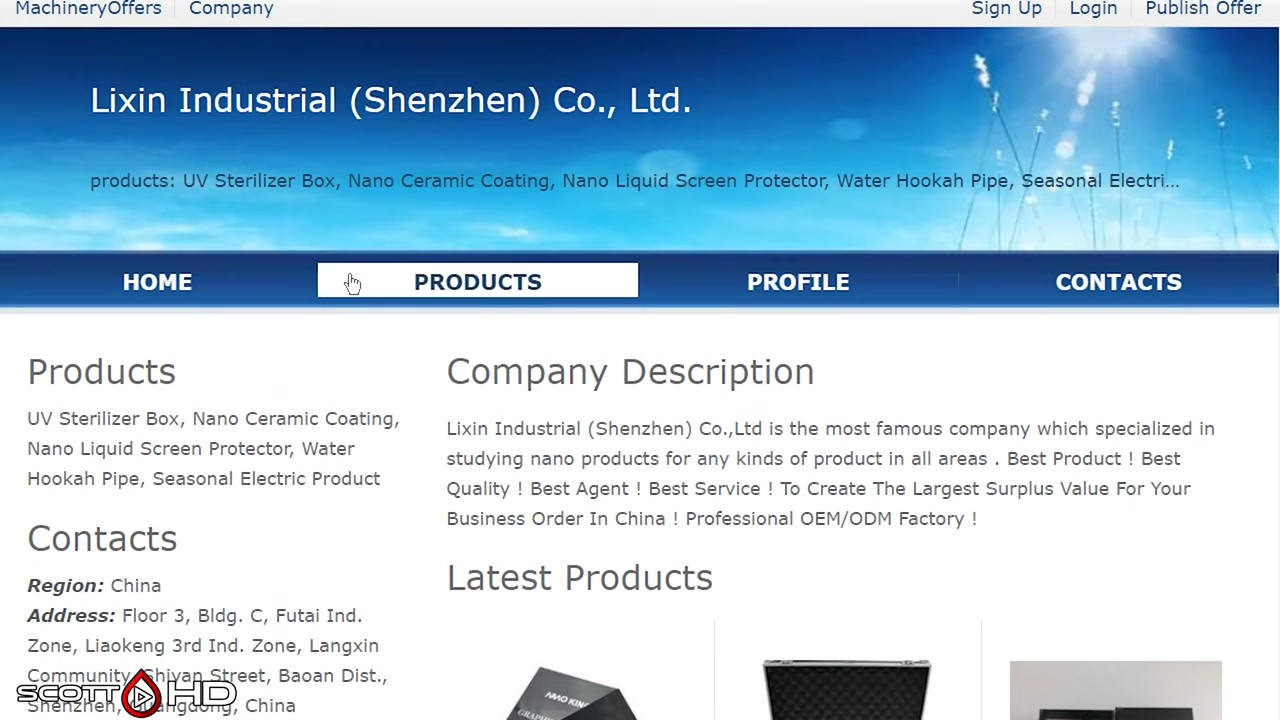 MachineryOffers
Company
Sign Up
Login
Publish Offer
Lixin Industrial (Shenzhen) Co., Ltd.
products: UV Sterilizer Box, Nano Ceramic Coating, Nano Liquid Screen Protector, Water Hookah Pipe, Seasonal Electri...
HOME
PRODUCTS
PROFILE
CONTACTS
Products
UV Sterilizer Box, Nano Ceramic Coating,
Nano Liquid Screen Protector, Water
Hookah Pipe, Seasonal Electric Product
Contacts
Region: China
Address: Floor 3, Bldg. C, Futai Ind.
Zone, Liaokeng 3rd Ind. Zone, Langxin
Community, Shiyan Street, Baoan Dist.,
Shenzhen, Guangdong, China
Company Description
Lixin Industrial (Shenzhen) Co.,Ltd is the most famous company which specialized in
studying nano products for any kinds of product in all areas . Best Product ! Best
Quality ! Best Agent ! Best Service ! To Create The Largest Surplus Value For Your
Business Order In China ! Professional OEM/ODM Factory !
Latest Products
SCOTT HD